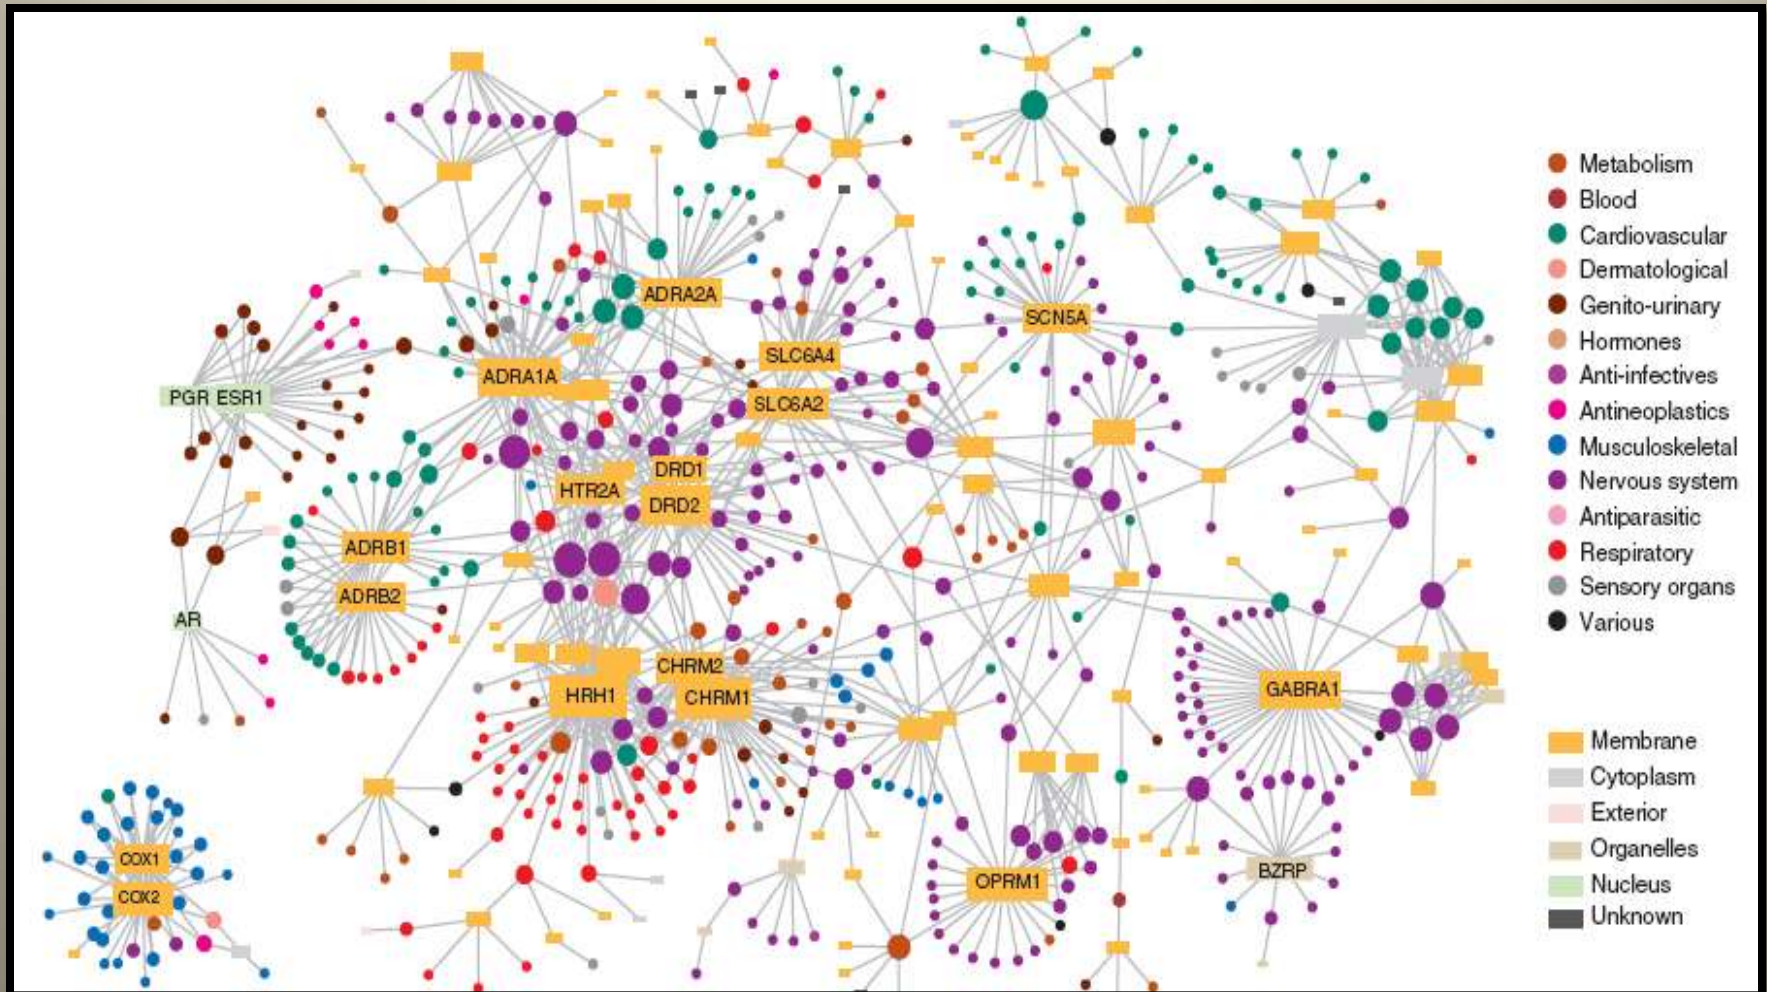 ADRA2A
SCN5A
SLC6A4
ADRA1A
SLC6A2
PGR ESR1
DRD1
HTR2A
DRD2
ADRB1
ADRB2
AR
CHRM2
HRH1
CHRM1
GABRA1
COX1
COX2
OPRM1
BZRP
Metabolism
Blood
Cardiovascular
Dermatological
Genito-urinary
Hormones
Anti-infectives
Antineoplastics
Musculoskeletal
Nervous system
Antiparasitic
Respiratory
Sensory organs
Various
Membrane
Cytoplasm
Exterior
Organelles
Nucleus
Unknown